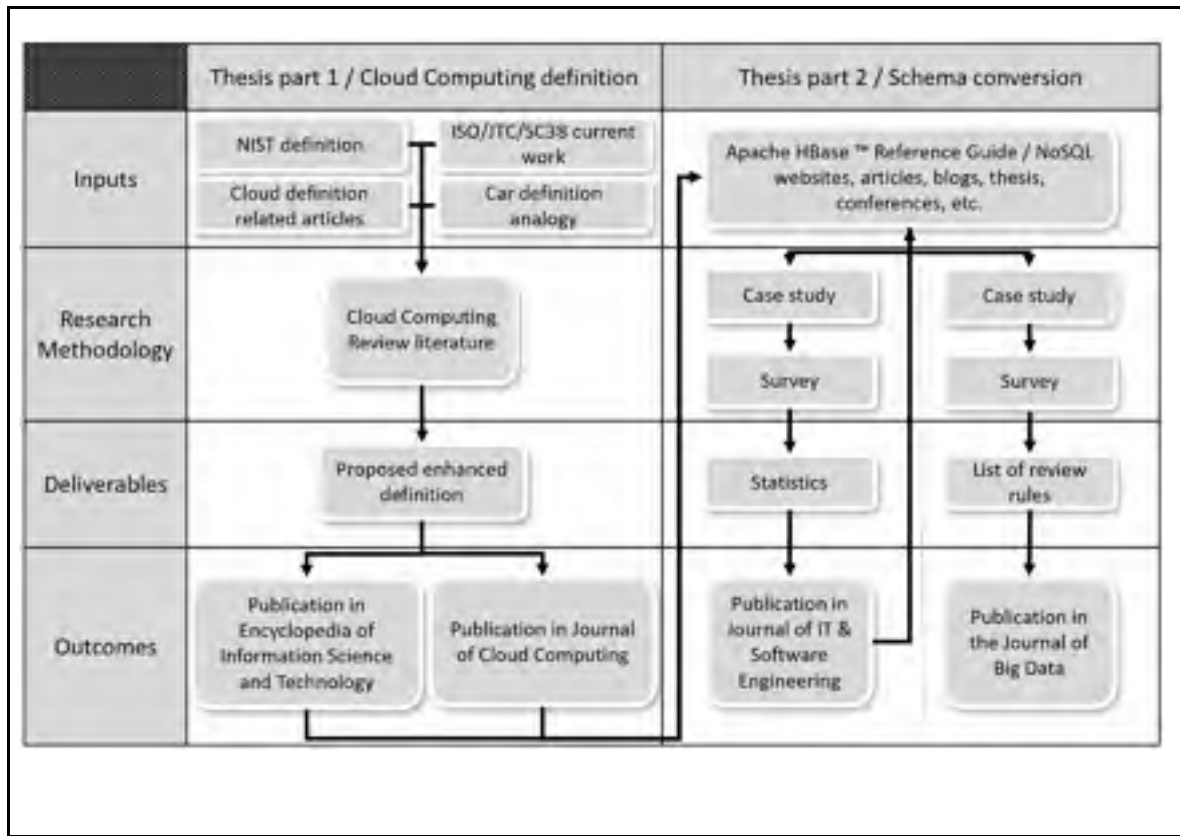 Thesis part 1 / Cloud Computing definition
Thesis part 2 / Schema conversion
Inputs
NIST definition
ISO/JTC/SC38 current
work
Cloud definition
related articles
Car definition
analogy
Apache HBase ™ Reference Guide / NoSQL
websites, articles, blogs, thesis,
conferences, etc.
Research
Methodology
Cloud Computing
Review literature
Case study
Survey
Case study
Survey
Deliverables
Proposed enhanced
definition
Statistics
List of review
rules
Outcomes
Publication in
Encyclopedia of
Information Science
and Technology
Publication in Journal
of Cloud Computing
Publication in
Journal of IT &
Software
Engineering
Publication in
the Journal of
Big Data